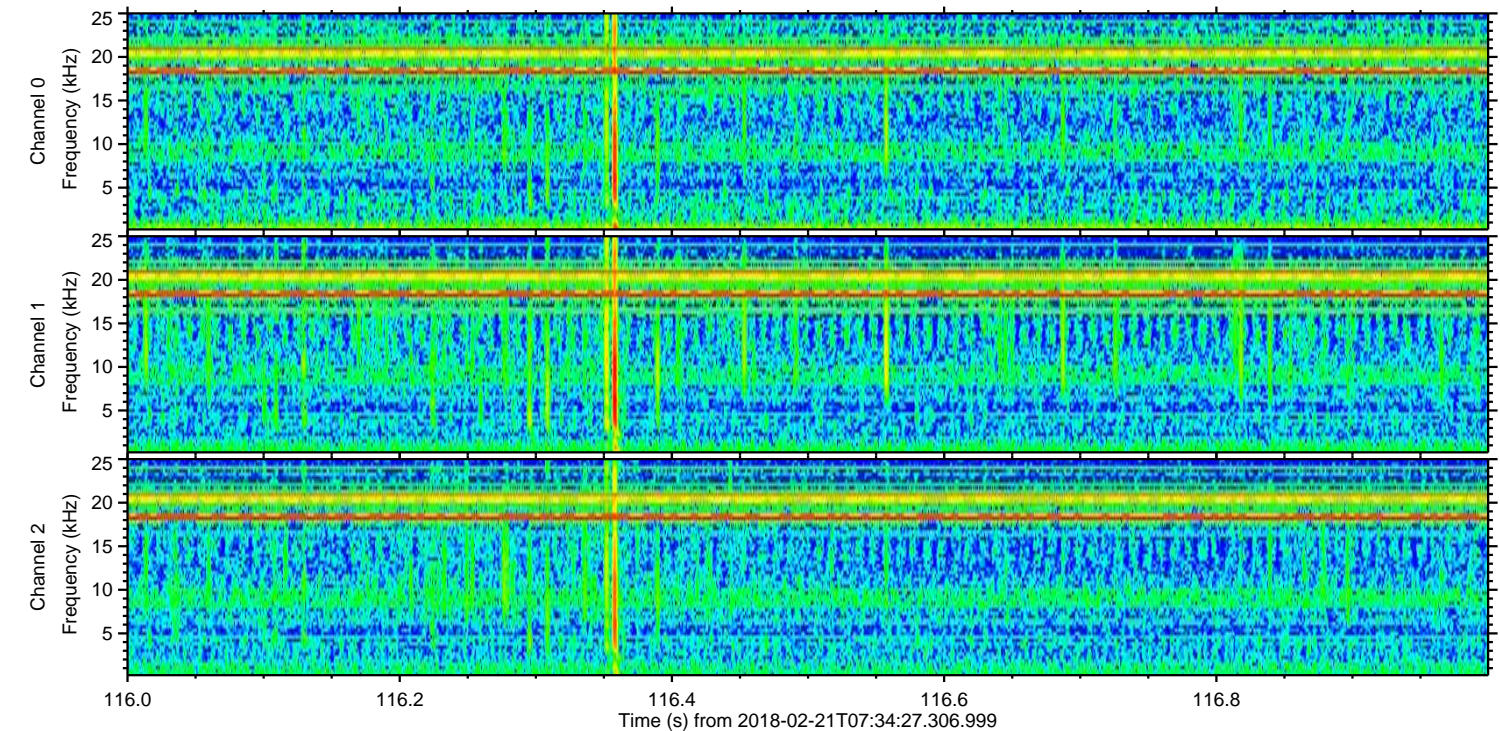 25
20
15
10
5
Channel 0
Frequency (kHz)
25
20
15
10
5
Channel 1
Frequency (kHz)
25
20
15
10
5
Channel 2
Frequency (kHz)
116.0 116.2 116.4 116.6 116.8
Time (s) from 2018-02-21T07:34:27.306.999